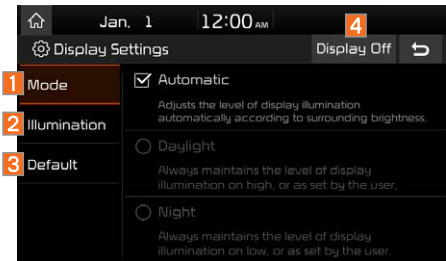 Jan. 1 12:00 AM
4
Display Settings Display Off
1 Mode
Automatic
Adjusts the level of display illumination
automatically according to surrounding brightness.
2 Illumination
Daylight
3 Default
Always maintains the level of display
illumination on high, or as set by the user.
Night
Always maintains the level of display
illumination on low, or as set by the user.